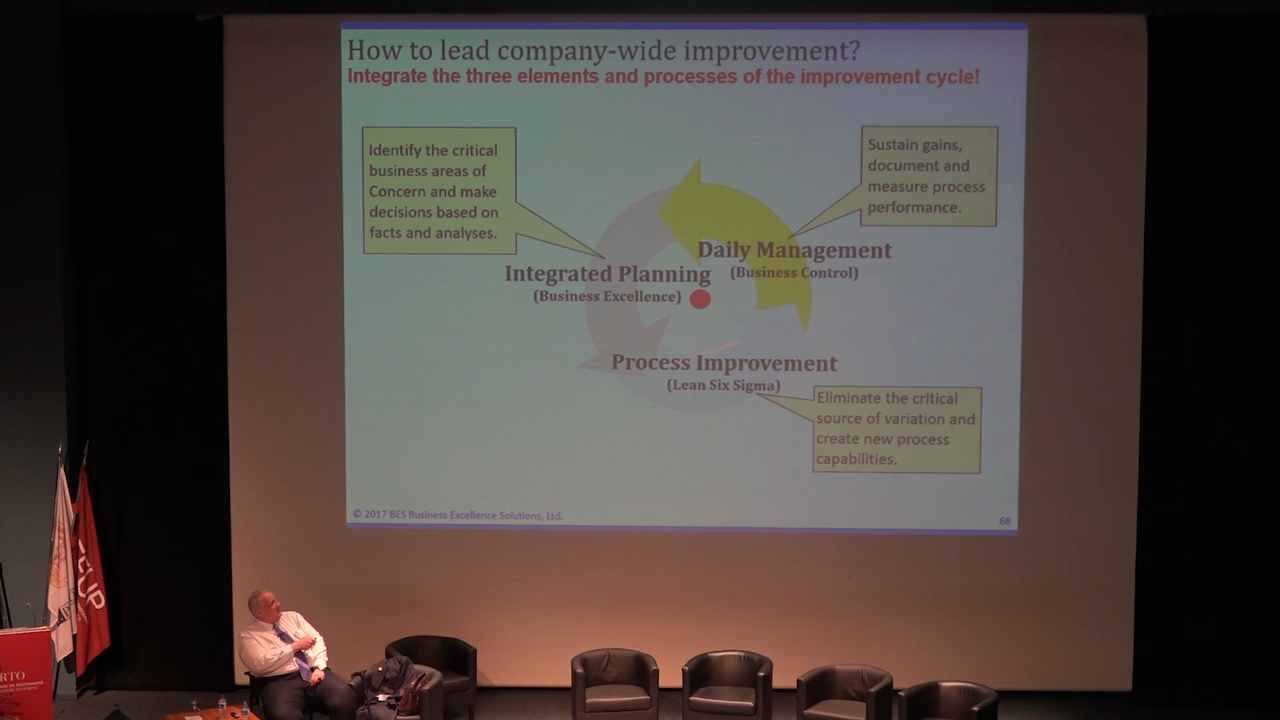 How to lead company-wide improvement?
Integrate the three elements and processes of the improvement cycle!
Identify the critical
business areas of
Concern and make
decisions based on
facts and analyses.
Sustain gains,
document and
measure process
performance.
Daily Management
(Business Control)
Integrated Planning
(Business Excellence)
Process Improvement
(Lean Six Sigma)
Eliminate the critical
source of variation and
create new process
capabilities.
© 2017 BES Business Excellence Solutions, Ltd.
68